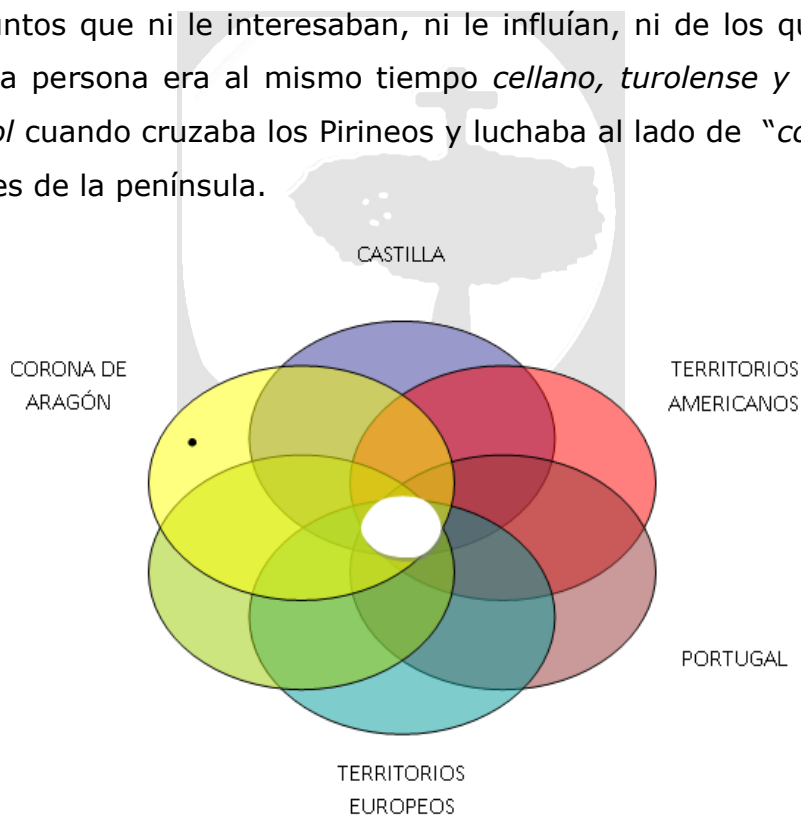 untos que ni le interesaban, ni le influían, ni de los qu
a persona era al mismo tiempo cellano, turolense y
ol cuando cruzaba los Pirineos y luchaba al lado de “co
es de la península.
CASTILLA
CORONA DE
ARAGÓN
TERRITORIOS
AMERICANOS
PORTUGAL
TERRITORIOS
EUROPEOS